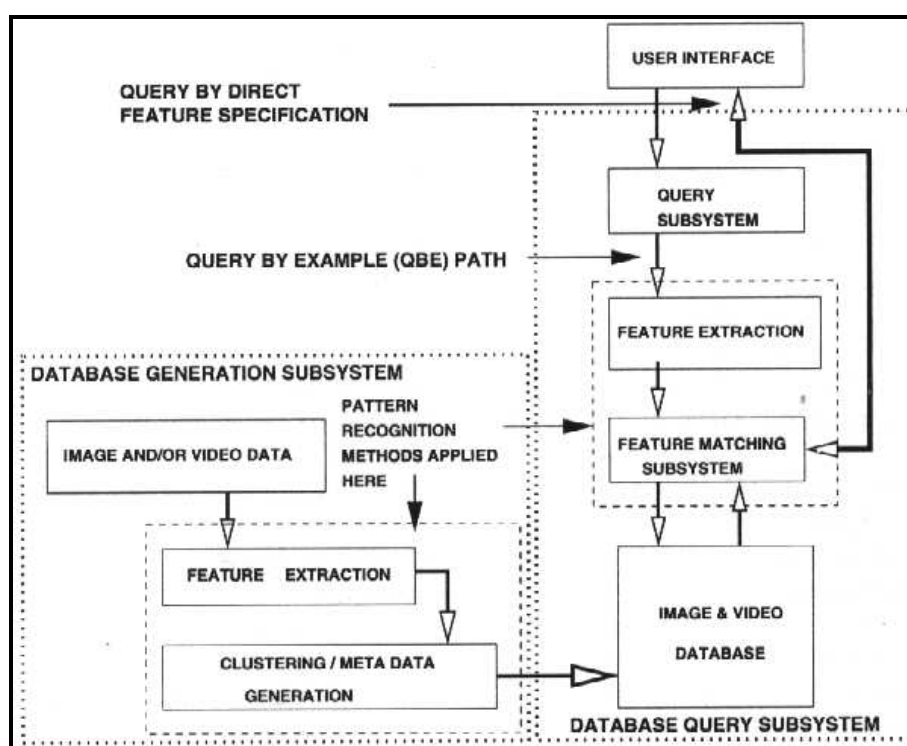 USER INTERFACE
QUERY BY DIRECT
FEATURE SPECIFICATION
QUERY
SUBSYSTEM
QUERY BY EXAMPLE (QBE) PATH
FEATURE EXTRACTION
DATABASE GENERATION SUBSYSTEM
PATTERN
RECOGNITION
METHODS APPLIED
HERE
IMAGE AND/OR VIDEO DATA
FEATURE MATCHING
SUBSYSTEM
FEATURE EXTRACTION
IMAGE & VIDEO
DATABASE
CLUSTERING / META DATA
GENERATION
DATABASE QUERY SUBSYSTEM